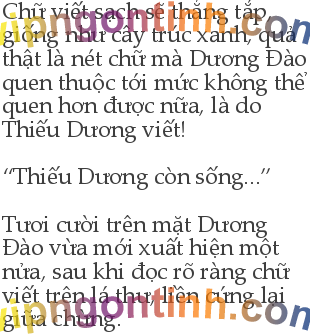 Chữ viết sạch sẽ thẳng tắp
giống như cây trúc xanh, quả
thật là nét chữ mà Dương Đào
quen thuộc tới mức không thể
quen hơn được nữa, là do
Thiếu Dương viết!
“Thiếu Dương còn sống...”
Tươi cười trên mặt Dương
Đào vừa mới xuất hiện một
nửa, sau khi đọc rõ ràng chữ
viết trên lá thư, liền cứng lại
giữa chừng.
vipngontinh.com
vipngontinh.com